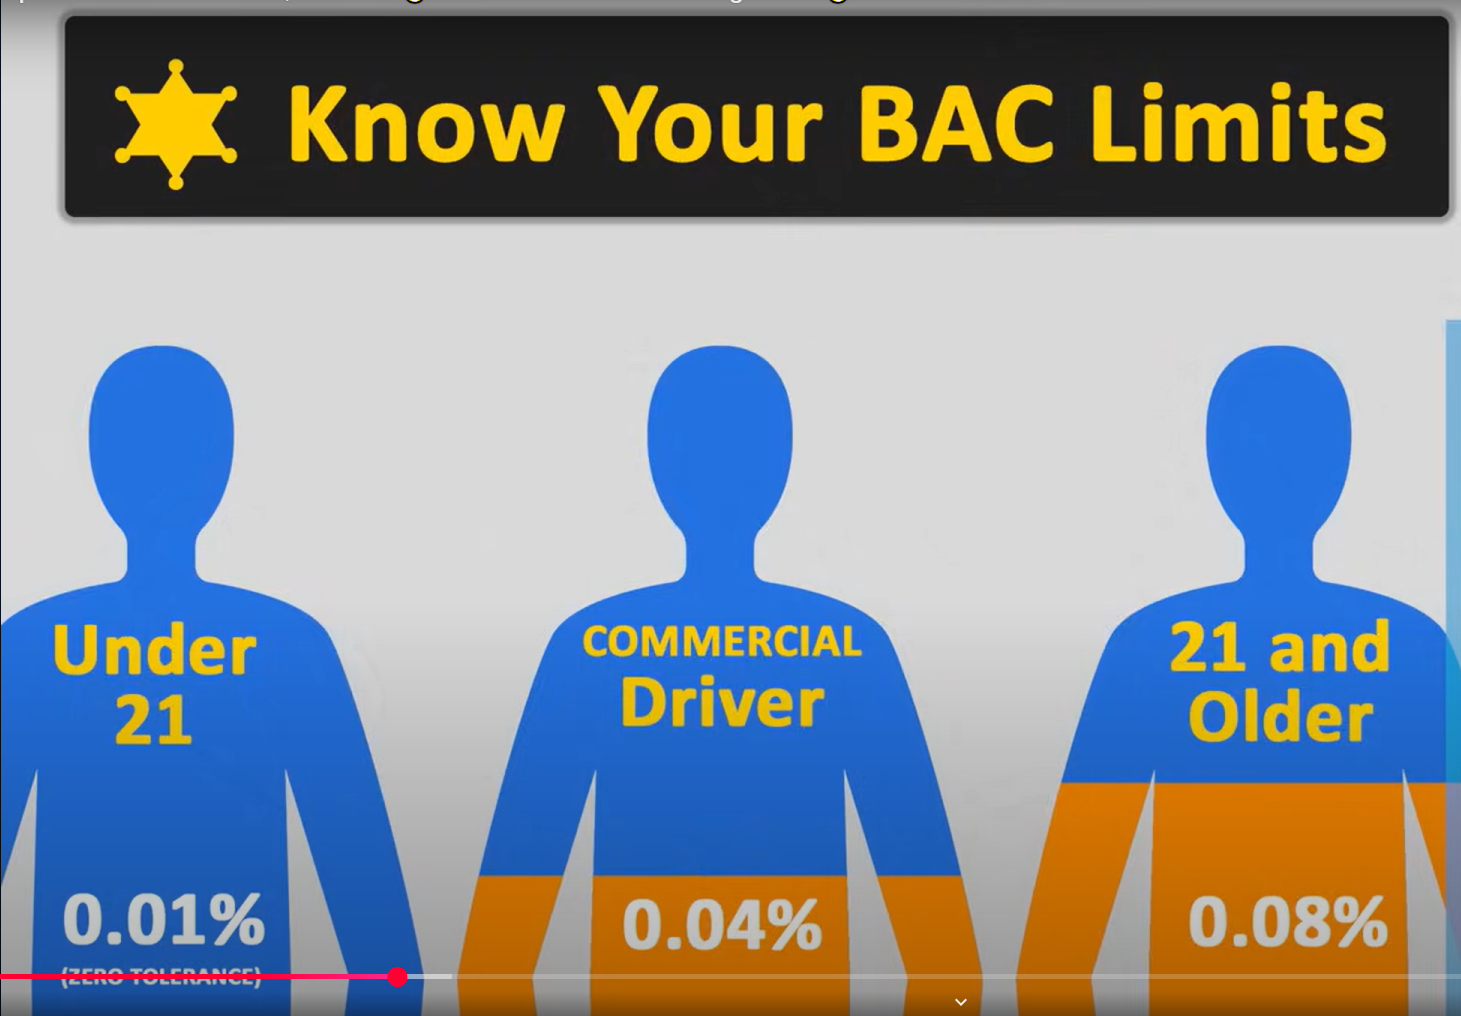 Know Your BAC Limits
Under
21
0.01%
(ZERO TOLERANCE)
COMMERCIAL
Driver
0.04%
21 and
Older
0.08%